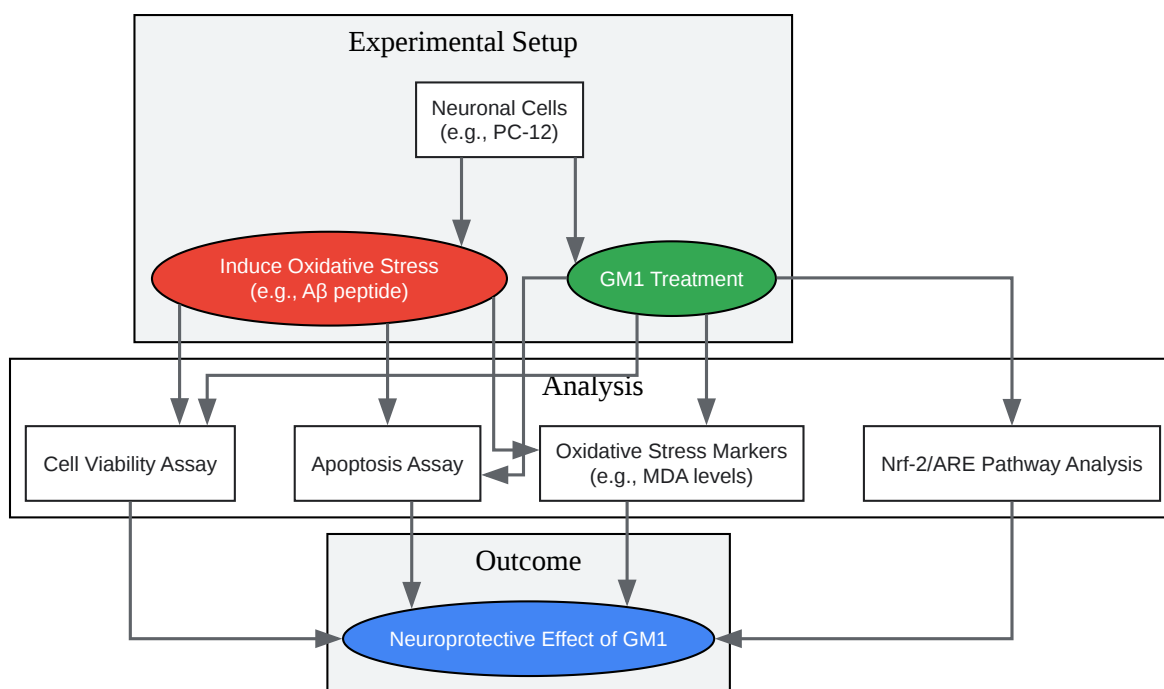 Experimental Setup
Neuronal Cells
(e.g., PC-12)
Induce Oxidative Stress
(e.g., Aβ peptide)
GM1 Treatment
Analysis
Cell Viability Assay
Apoptosis Assay
Oxidative Stress Markers
(e.g., MDA levels)
Nrf-2/ARE Pathway Analysis
Outcome
Neuroprotective Effect of GM1